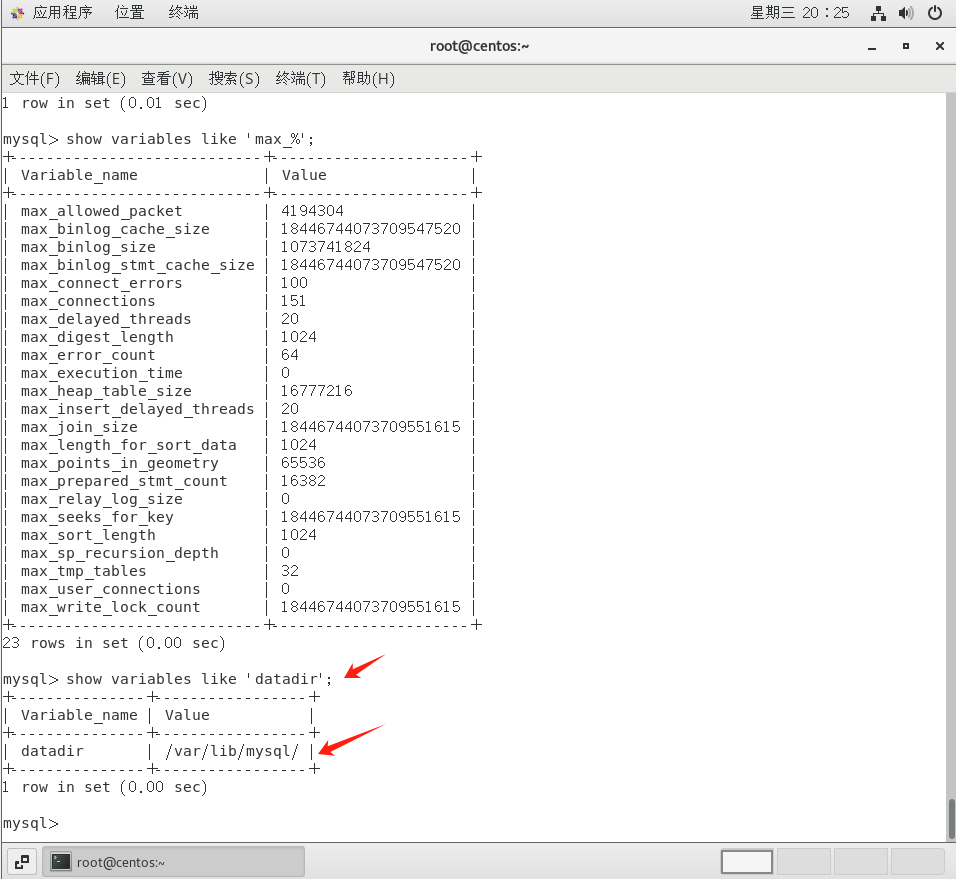 应用程序 位置 终端 星期三 20：25
root@centos:~
文件(F) 编辑(E) 查看(V) 搜索(S) 终端(T) 帮助(H)
1 row in set (0.01 sec)
mysql> show variables like 'max_%';
+----------------------------+----------------------+
| Variable_name | Value |
+----------------------------+----------------------+
| max_allowed_packet | 4194304 |
| max_binlog_cache_size | 18446744073709547520 |
| max_binlog_size | 1073741824 |
| max_binlog_stmt_cache_size | 18446744073709547520 |
| max_connect_errors | 100 |
| max_connections | 151 |
| max_delayed_threads | 20 |
| max_digest_length | 1024 |
| max_error_count | 64 |
| max_execution_time | 0 |
| max_heap_table_size | 16777216 |
| max_insert_delayed_threads | 20 |
| max_join_size | 18446744073709551615 |
| max_length_for_sort_data | 1024 |
| max_points_in_geometry | 65536 |
| max_prepared_stmt_count | 16382 |
| max_relay_log_size | 0 |
| max_seeks_for_key | 18446744073709551615 |
| max_sort_length | 1024 |
| max_sp_recursion_depth | 0 |
| max_tmp_tables | 32 |
| max_user_connections | 0 |
| max_write_lock_count | 18446744073709551615 |
+----------------------------+----------------------+
23 rows in set (0.00 sec)
mysql> show variables like 'datadir';
+---------------+-----------------+
| Variable_name | Value |
+---------------+-----------------+
| datadir | /var/lib/mysql/ |
+---------------+-----------------+
1 row in set (0.00 sec)
mysql>
root@centos:~